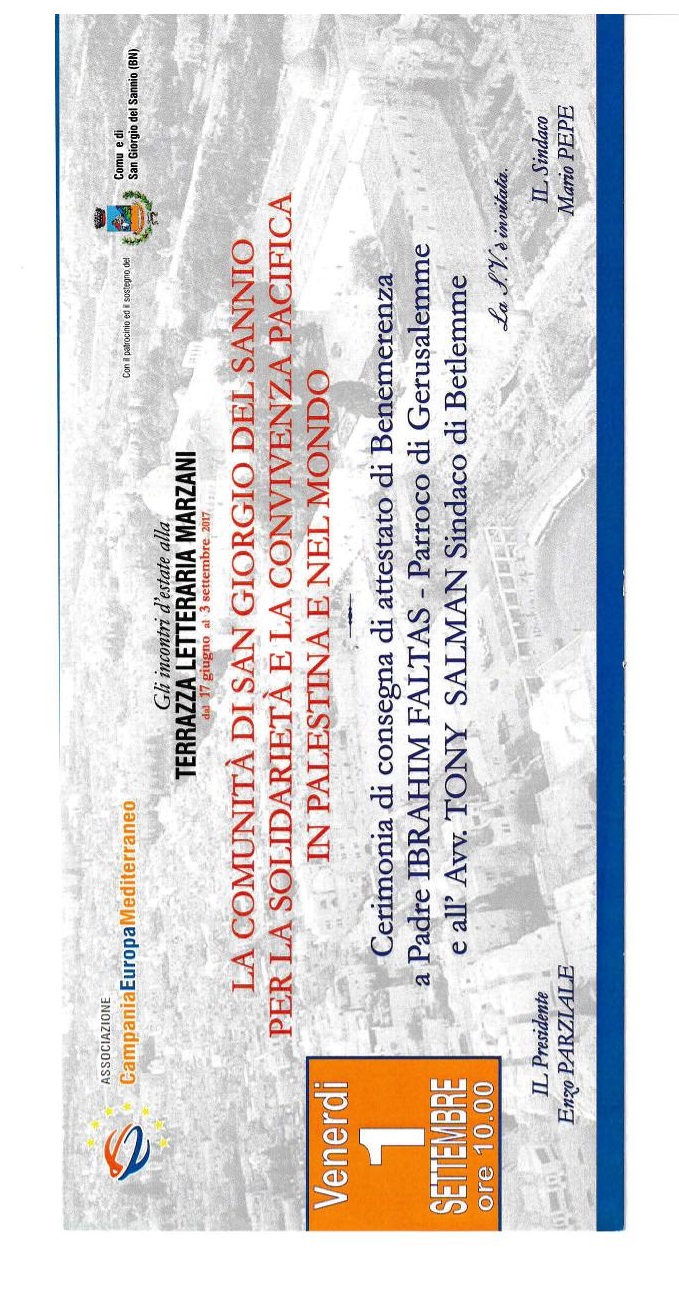 ASSOCIAZIONE
CampaniaEuropaMediterraneo
Con il patrocinio ed il sostegno del
Comu e di
San Giorgio del Sannio (BN)
Gli incontri d'estate alla
TERRAZZA LETTERARIA MARZANI
dal 17 giugno al 3 settembre 2017
LA COMUNITÀ DI SAN GIORGIO DEL SANNIO
PER LA SOLIDARIETÀ E LA CONVIVENZA PACIFICA
IN PALESTINA E NEL MONDO
Venerdi
1
SETTEMBRE
ore 10.00
Cerimonia di consegna di attestato di Benemerenza
a Padre IBRAHIM FALTAS - Parroco di Gerusalemme
e all' Avv. TONY SALMAN Sindaco di Betlemme
La S.V. è invitata.
IL Presidente
Enzo PARZIALE
IL Sindaco
Mario PEPE